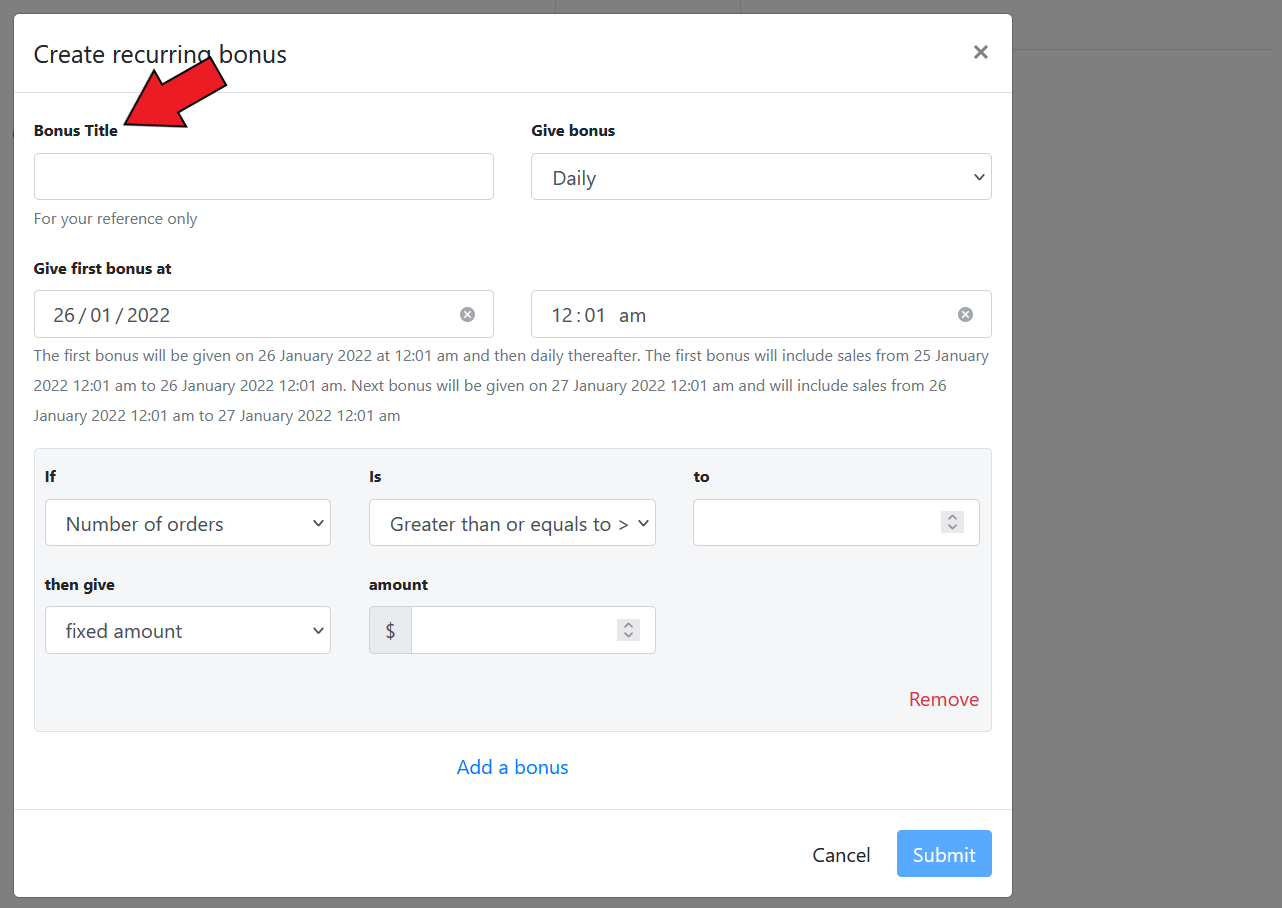 Create recurring bonus
×
Bonus Title
Give bonus
Daily
For your reference only
Give first bonus at
26/01/2022
12:01 am
The first bonus will be given on 26 January 2022 at 12:01 am and then daily thereafter. The first bonus will include sales from 25 January
2022 12:01 am to 26 January 2022 12:01 am. Next bonus will be given on 27 January 2022 12:01 am and will include sales from 26
January 2022 12:01 am to 27 January 2022 12:01 am
If
Is
to
Number of orders
Greater than or equals to >
then give
amount
fixed amount
$
Remove
Add a bonus
Cancel
Submit